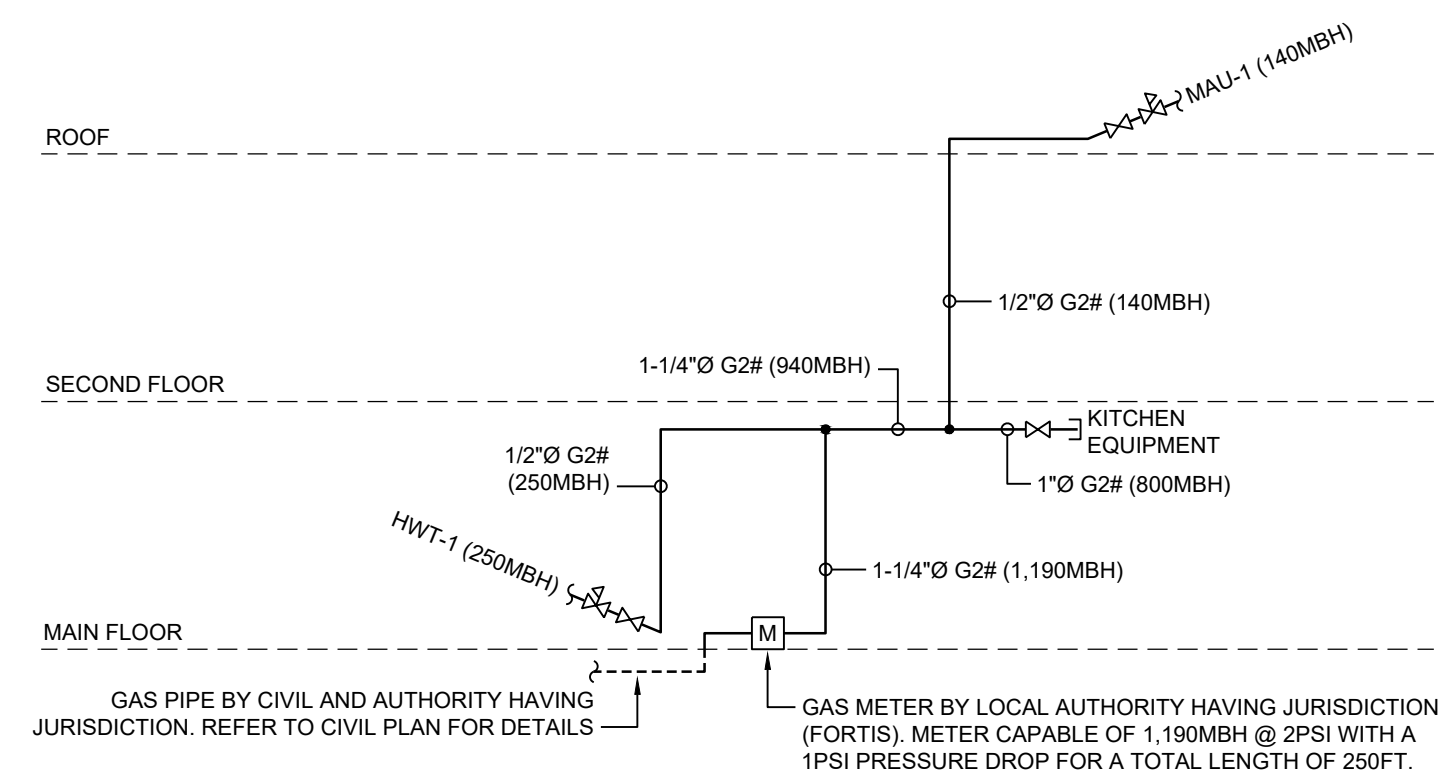 MAU-1 (140MBH)
ROOF
1/2"Ø G2# (140MBH)
1-1/4"Ø G2# (940MBH)
SECOND FLOOR
KITCHEN
EQUIPMENT
1/2"Ø G2#
(250MBH)
1"Ø G2# (800MBH)
HWT-1 (250MBH)
1-1/4"Ø G2# (1,190MBH)
MAIN FLOOR
M
GAS PIPE BY CIVIL AND AUTHORITY HAVING
JURISDICTION. REFER TO CIVIL PLAN FOR DETAILS
GAS METER BY LOCAL AUTHORITY HAVING JURISDICTION
(FORTIS). METER CAPABLE OF 1,190MBH @ 2PSI WITH A
1PSI PRESSURE DROP FOR A TOTAL LENGTH OF 250FT.